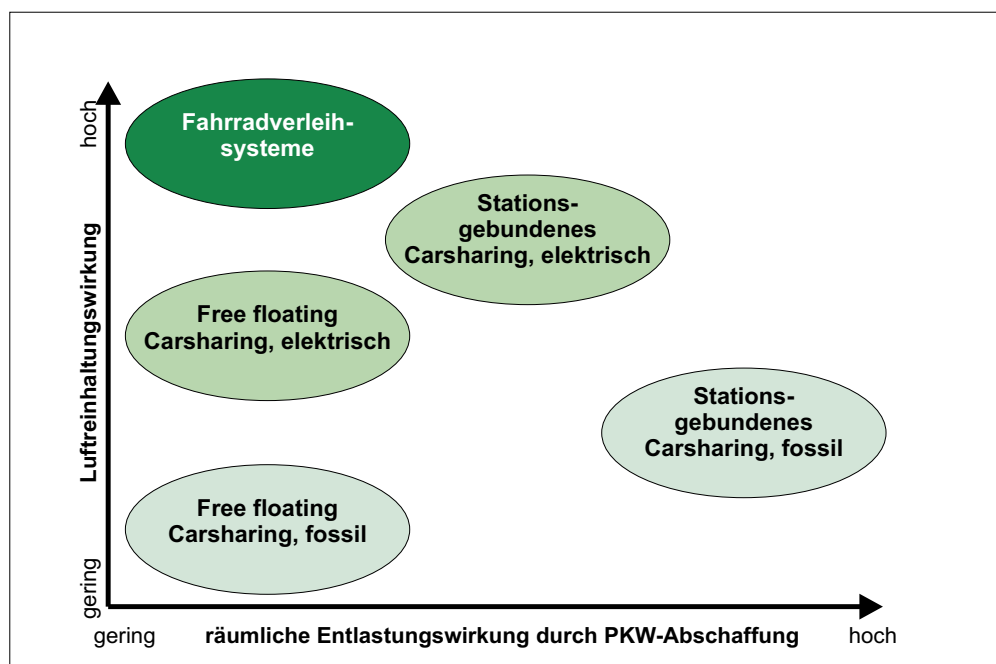 hoch
Luftreinhaltungswirkung
gering
Fahrradverleih-
systeme
Stations-
gebundenes
Carsharing, elektrisch
Free floating
Carsharing, elektrisch
Stations-
gebundenes
Carsharing, fossil
Free floating
Carsharing, fossil
gering räumliche Entlastungswirkung durch PKW-Abschaffung hoch